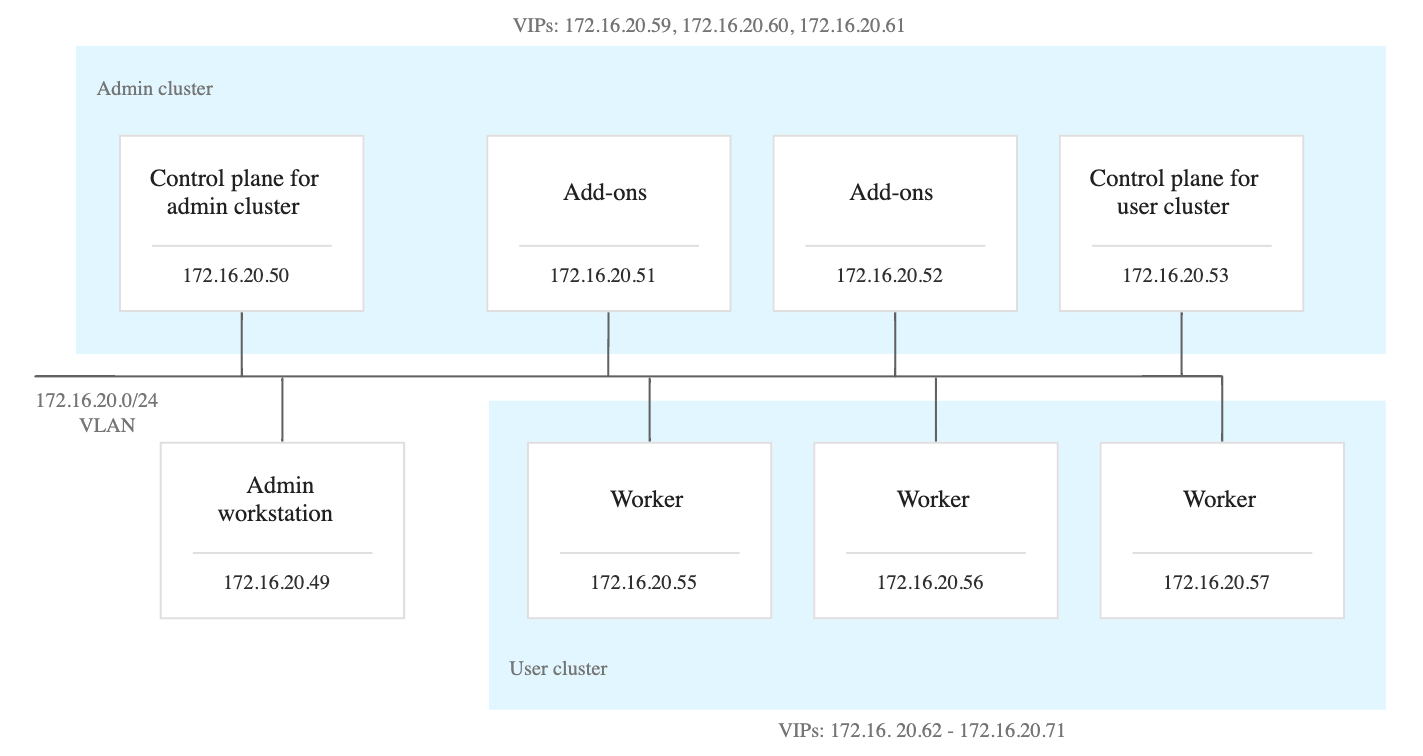 VIPs: 172.16.20.59, 172.16.20.60, 172.16.20.61
Admin cluster
Control plane for
admin cluster
172.16.20.50
Add-ons
172.16.20.51
Add-ons
172.16.20.52
Control plane for
user cluster
172.16.20.53
172.16.20.0/24
VLAN
Admin
workstation
172.16.20.49
Worker
172.16.20.55
Worker
172.16.20.56
Worker
172.16.20.57
User cluster
VIPs: 172.16. 20.62 - 172.16.20.71